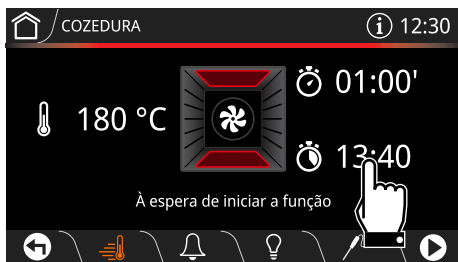 COZEDURA
i 12:30
180 °C
01:00'
13:40
À espera de iniciar a função